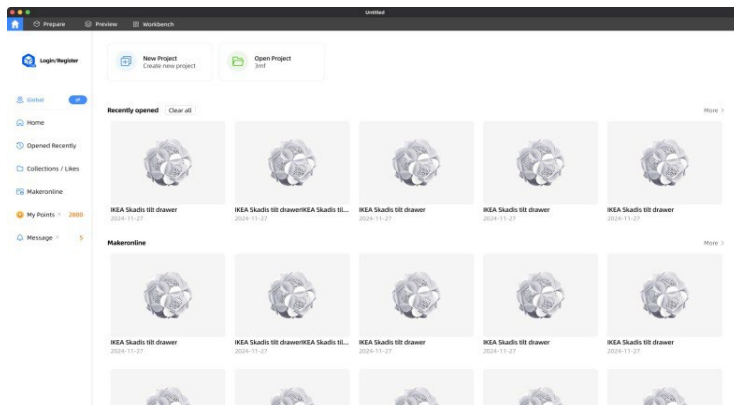 Untitled
Prepare
Preview
Workbench
Login/Register
New Project
Create new project
Open Project
3mf
Global
Home
Opened Recently
Collections / Likes
Makeronline
My Points
2800
Message
5
Recently opened
Clear all
More
IKEA Skadis tilt drawer
2024-11-27
IKEA Skadis tilt drawerIKEA Skadis til...
2024-11-27
IKEA Skadis tilt drawer
2024-11-27
IKEA Skadis tilt drawer
2024-11-27
IKEA Skadis tilt drawer
2024-11-27
Makeronline
More
IKEA Skadis tilt drawer
2024-11-27
IKEA Skadis tilt drawerIKEA Skadis til...
2024-11-27
IKEA Skadis tilt drawer
2024-11-27
IKEA Skadis tilt drawer
2024-11-27
IKEA Skadis tilt drawer
2024-11-27